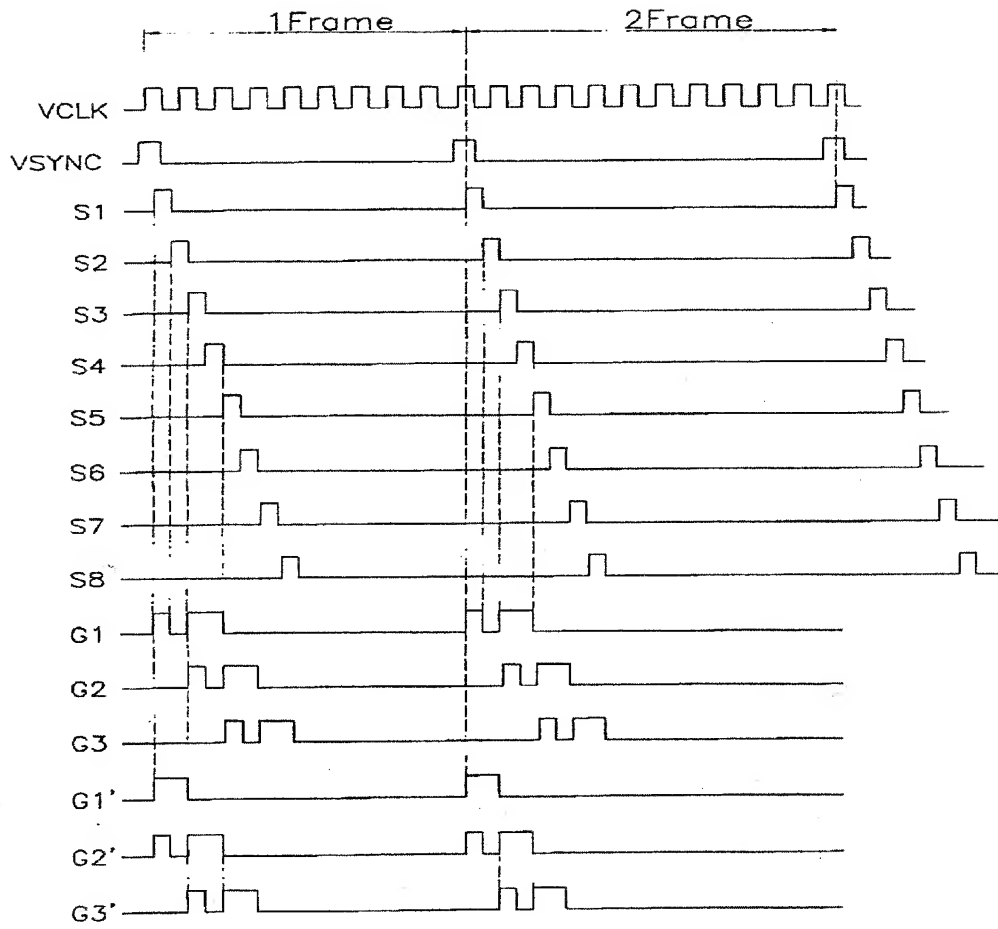 1Frame 2Frame
VCLK
VSYNC
S1
S2
S3
S4
S5
S6
S7
S8
G1
G2
G3
G1'
G2'
G3'